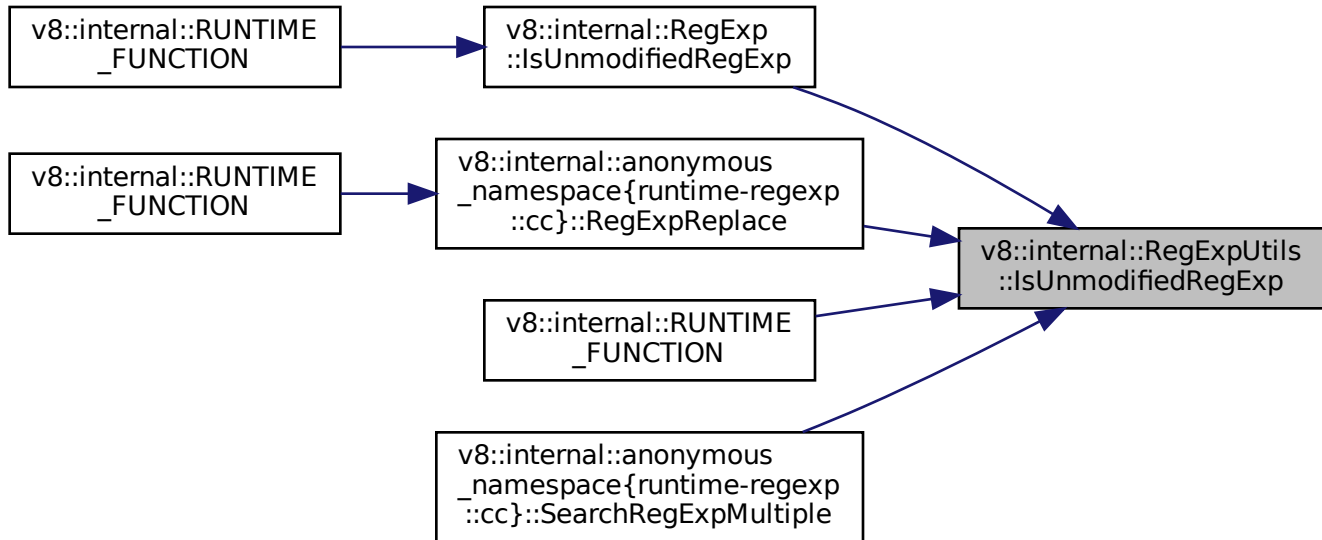 v8::internal::RUNTIME
_FUNCTION
v8::internal::RegExp
::IsUnmodifiedRegExp
v8::internal::RUNTIME
_FUNCTION
v8::internal::anonymous
_namespace{runtime-regexp
::cc}::RegExpReplace
v8::internal::RegExpUtils
::IsUnmodifiedRegExp
v8::internal::RUNTIME
_FUNCTION
v8::internal::anonymous
_namespace{runtime-regexp
::cc}::SearchRegExpMultiple